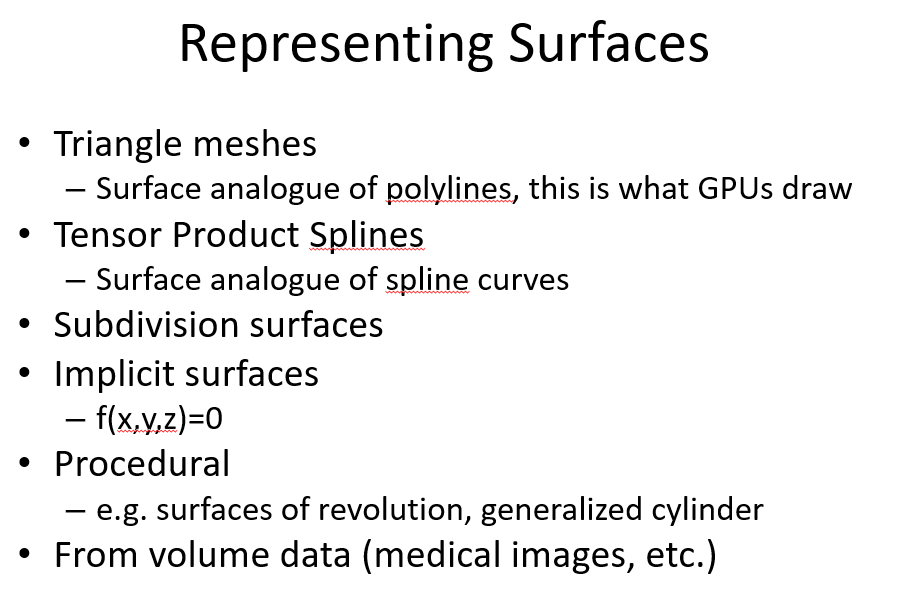 Representing Surfaces
• Triangle meshes
– Surface analogue of polylines, this is what GPUs draw
• Tensor Product Splines
– Surface analogue of spline curves
• Subdivision surfaces
• Implicit surfaces
– f(x,y,z)=0
• Procedural
– e.g. surfaces of revolution, generalized cylinder
• From volume data (medical images, etc.)